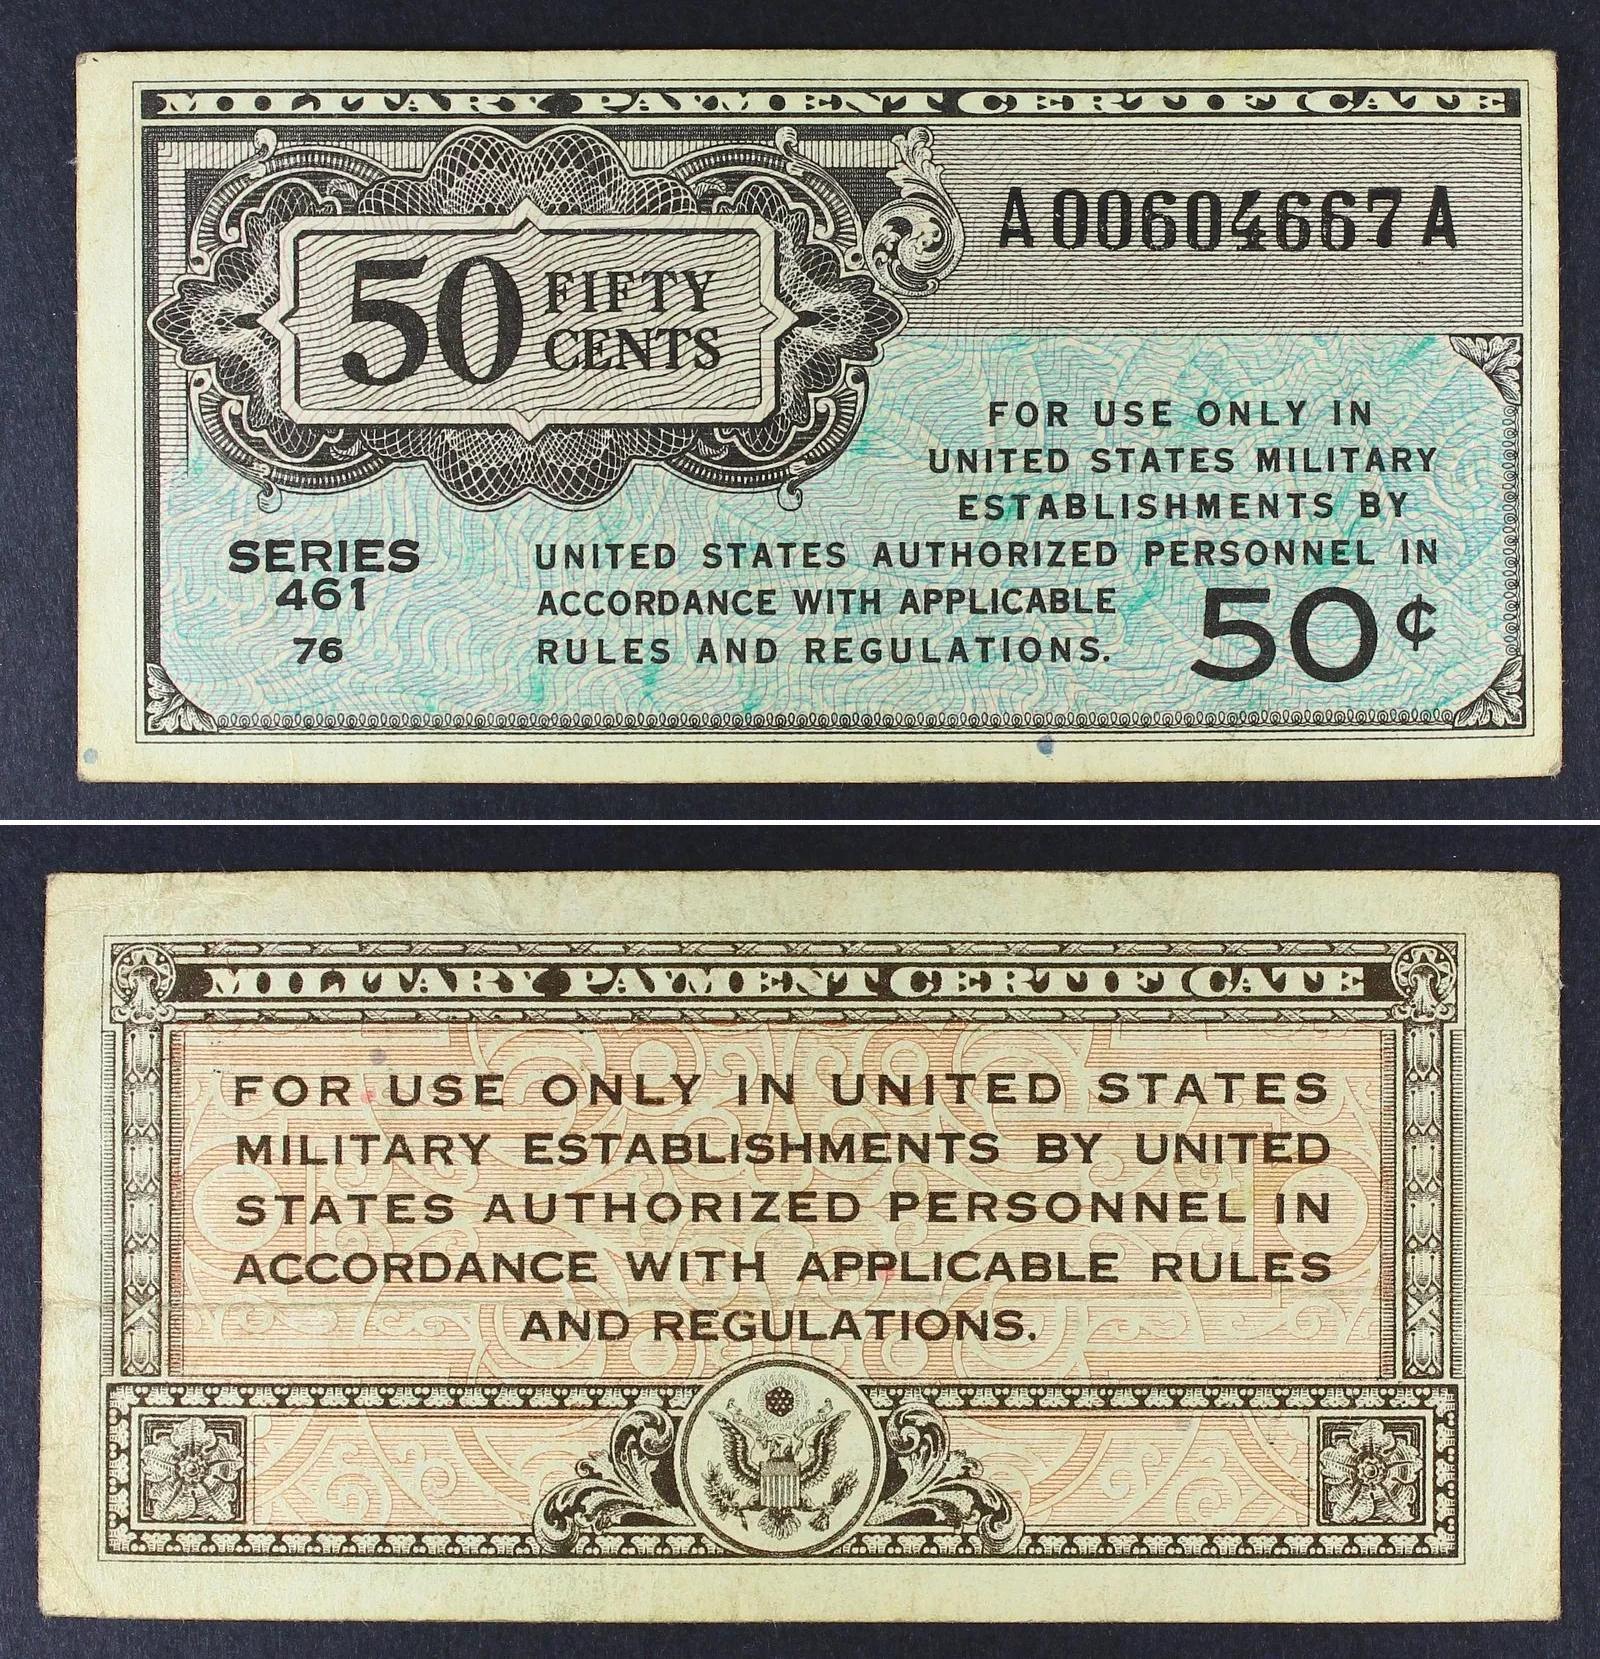 MILITARY PAYMENT CERTIFICATE
A00604667A
50 FIFTY
CENTS
FOR USE ONLY IN
UNITED STATES MILITARY
ESTABLISHMENTS BY
UNITED STATES AUTHORIZED PERSONNEL IN
ACCORDANCE WITH APPLICABLE
RULES AND REGULATIONS.
SERIES
461
76
50¢
MILITARY PAYMENT CERTIFICATE
FOR USE ONLY IN UNITED STATES
MILITARY ESTABLISHMENTS BY UNITED
STATES AUTHORIZED PERSONNEL IN
ACCORDANCE WITH APPLICABLE RULES
AND REGULATIONS.